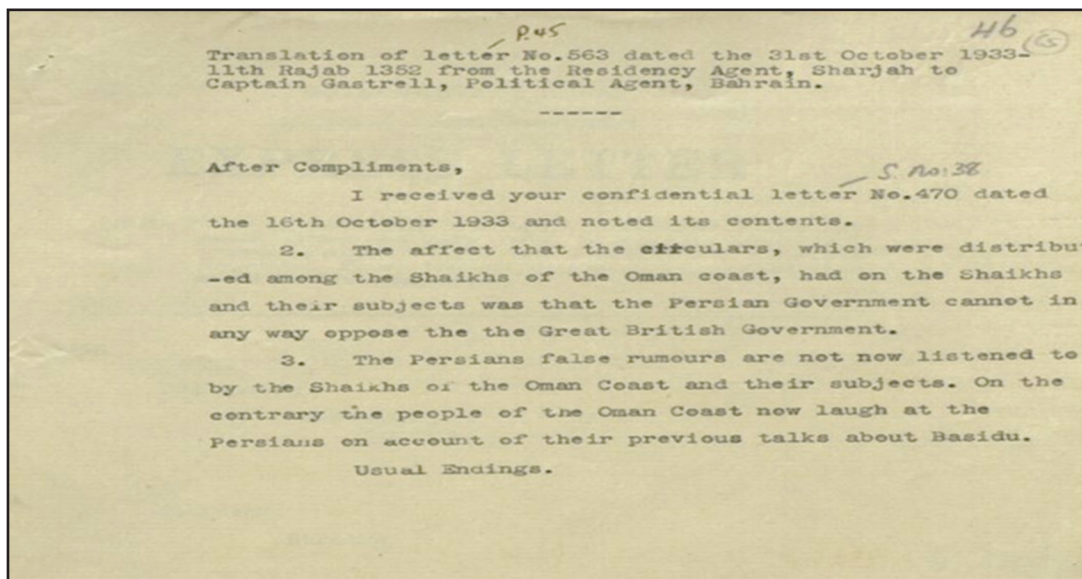 P.45
46
Translation of letter No.563 dated the 31st October 1933-
11th Rajab 1352 from the Residency Agent, Sharjah to
Captain Gastrell, Political Agent, Bahrain.
------
After Compliments,
S. no: 38
I received your confidential letter No.470 dated
the 16th October 1933 and noted its contents.
2. The affect that the circulars, which were distribut
-ed among the Shaikhs of the Oman coast, had on the Shaikhs
and their subjects was that the Persian Government cannot in
any way oppose the the Great British Government.
3. The Persians false rumours are not now listened to
by the Shaikhs of the Oman Coast and their subjects. On the
contrary the people of the Oman Coast now laugh at the
Persians on account of their previous talks about Basidu.
Usual Endings.